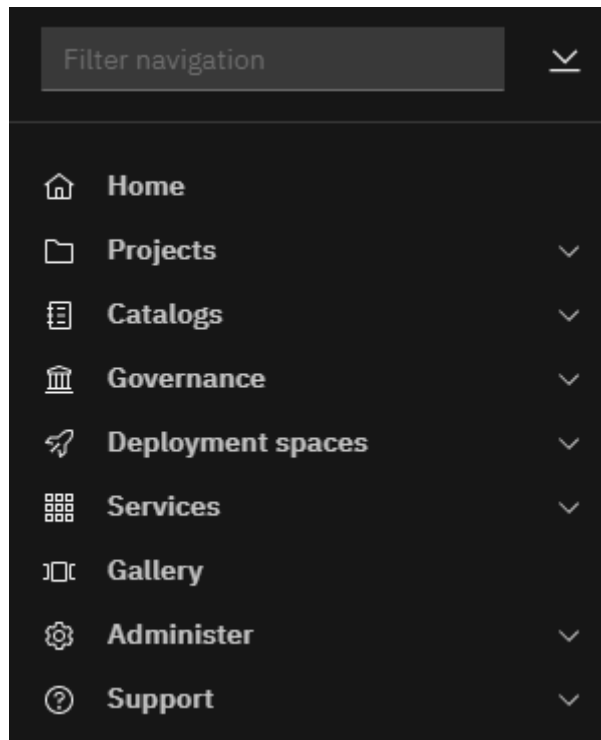 Filter navigation
Home
Projects
Catalogs
Governance
Deployment spaces
Services
Gallery
Administer
Support